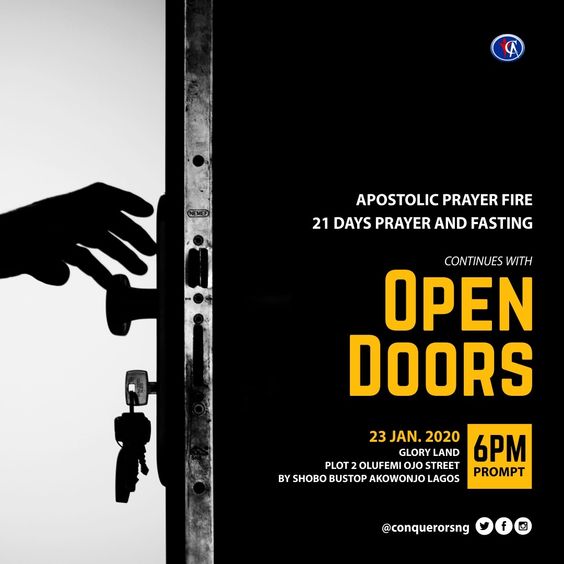 APOSTOLIC PRAYER FIRE
21 DAYS PRAYER AND FASTING
CONTINUES WITH
OPEN
DOORS
23 JAN. 2020
GLORY LAND
PLOT 2 OLUFEMI OJO STREET
BY SHOBO BUSTOP AKOWONJO LAGOS
6PM
PROMPT
@conquerorsng
NEMEF